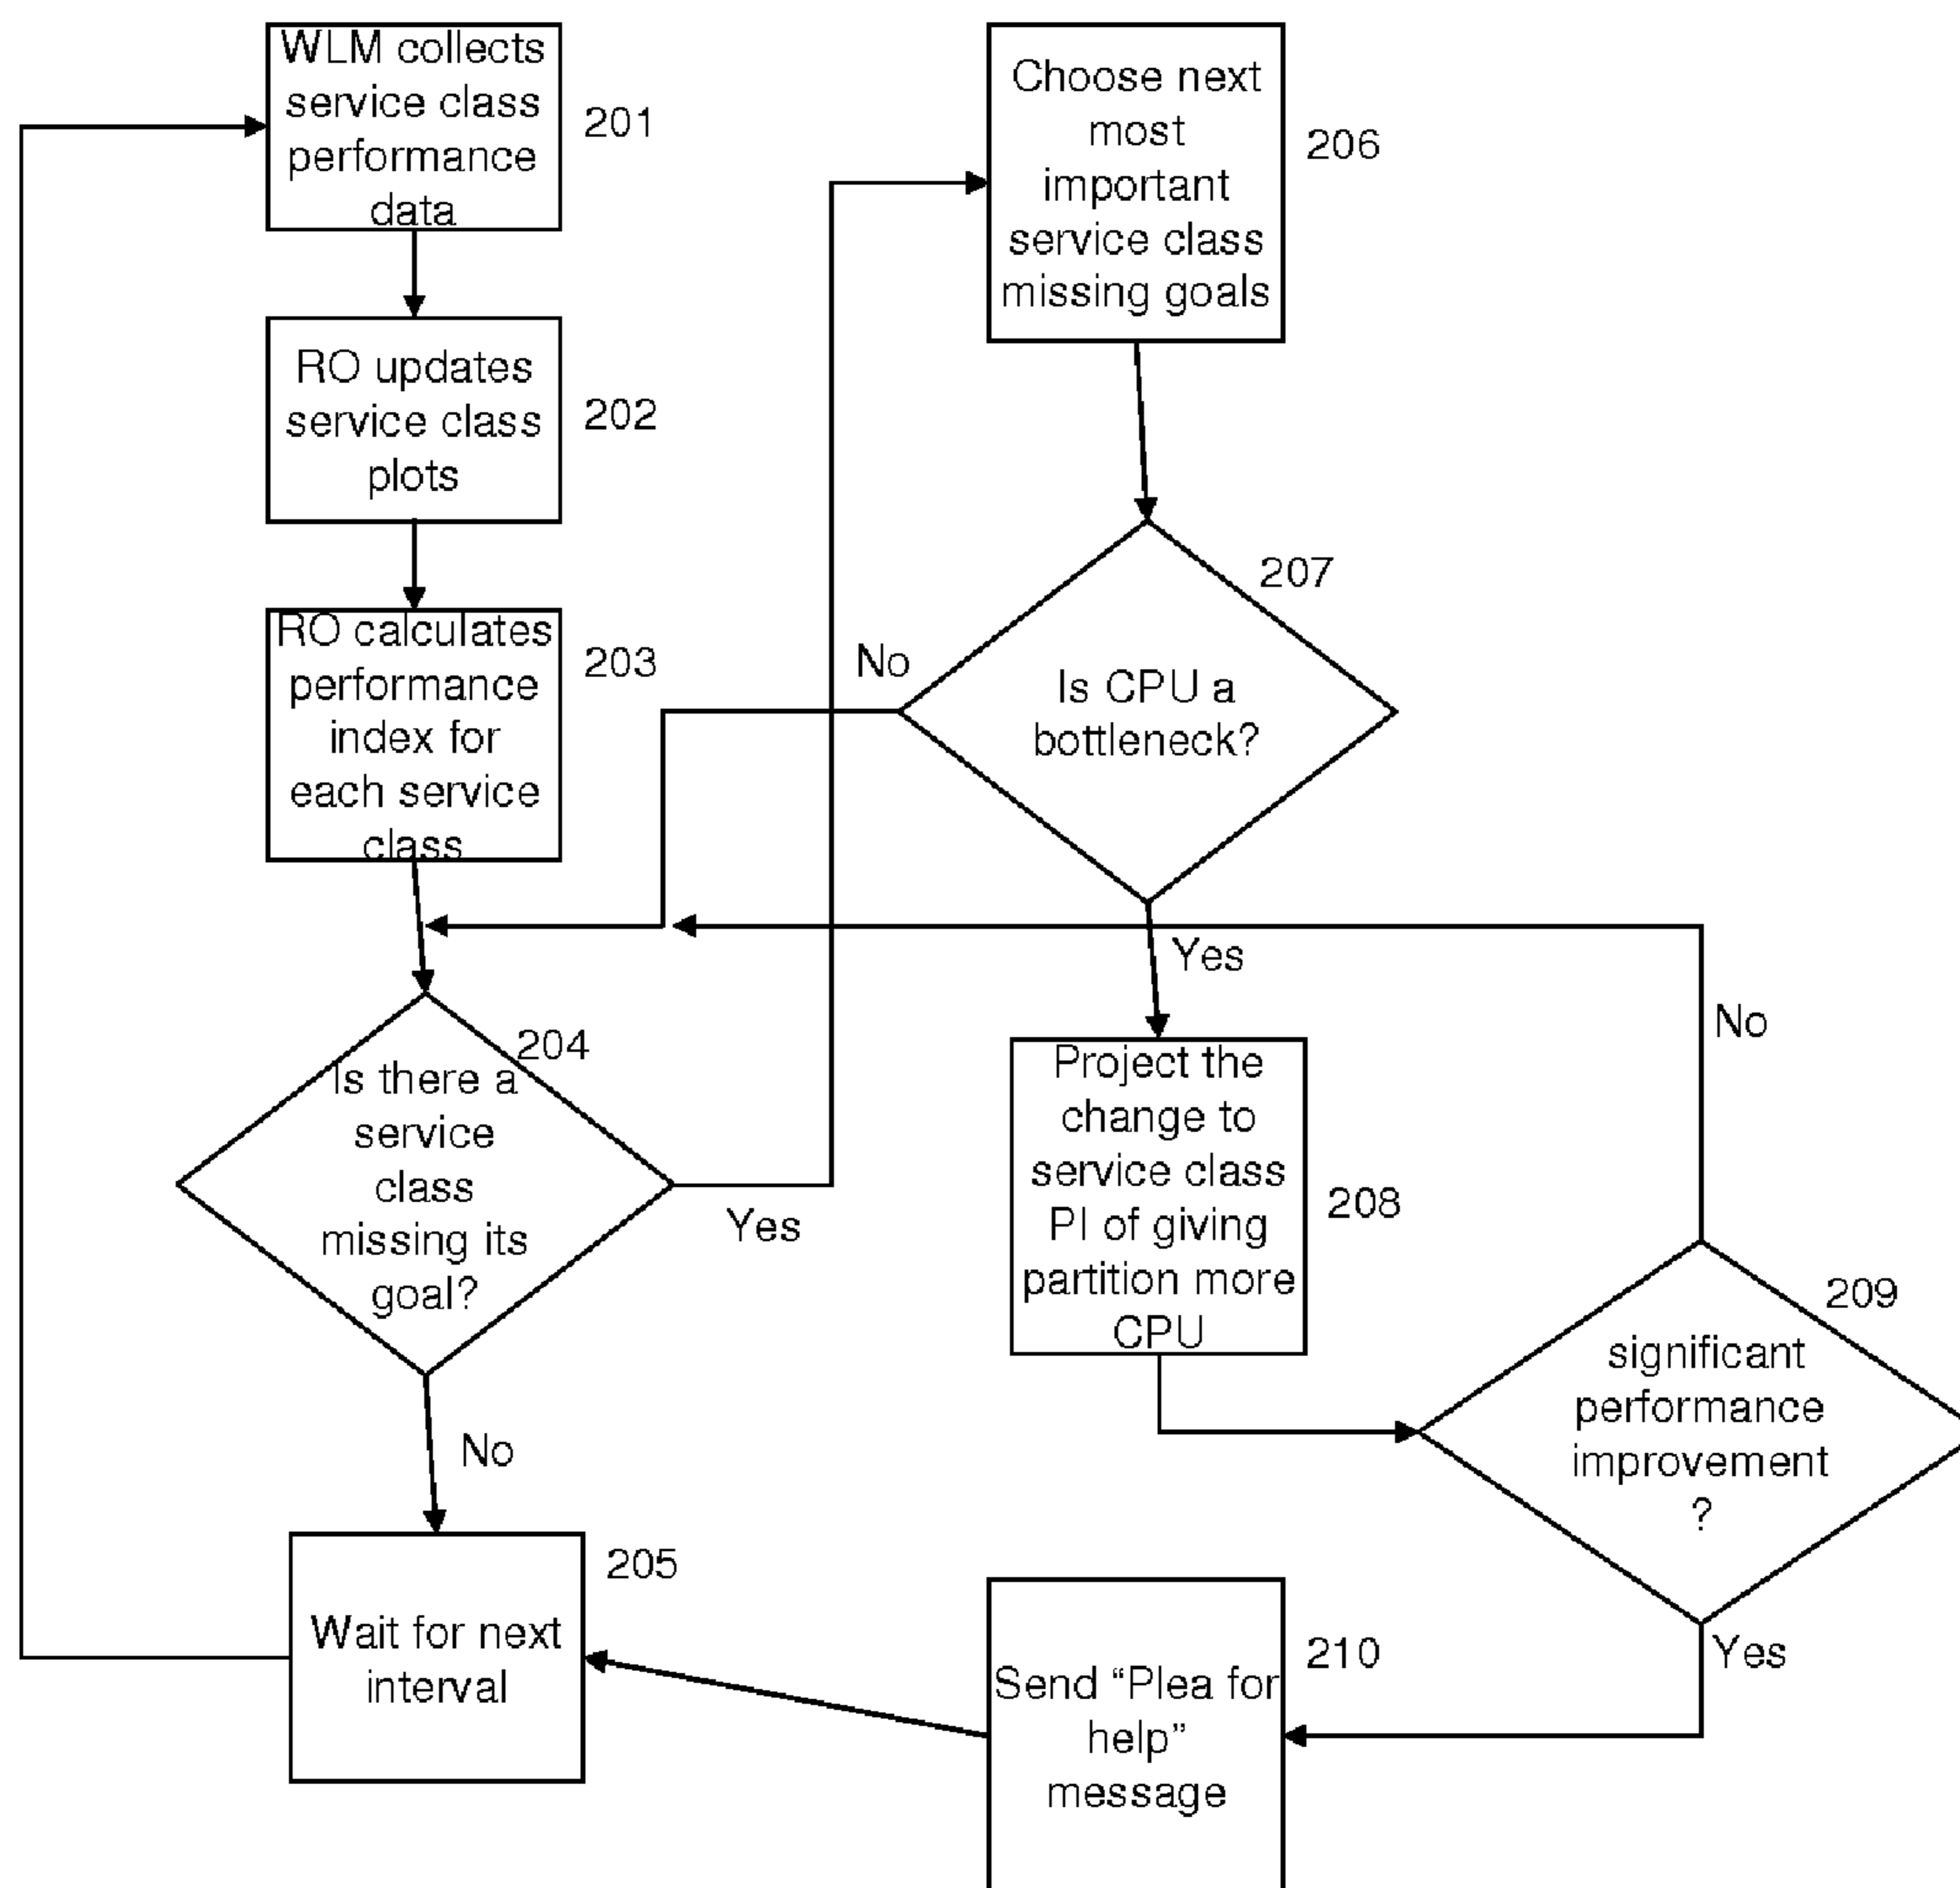 WLM collects
service class
performance
data
201
RO updates
service class
plots
202
RO calculates
performance
index for
each service
class
203
204
Is there a
service
class
missing its
goal?
Yes
No
205
Wait for next
interval
Choose next
most
important
service class
missing goals
206
207
Is CPU a
bottleneck?
No
Yes
Project the
change to
service class
PI of giving
partition more
CPU
208
No
209
significant
performance
improvement
?
Yes
210
Send “Plea for
help”
message